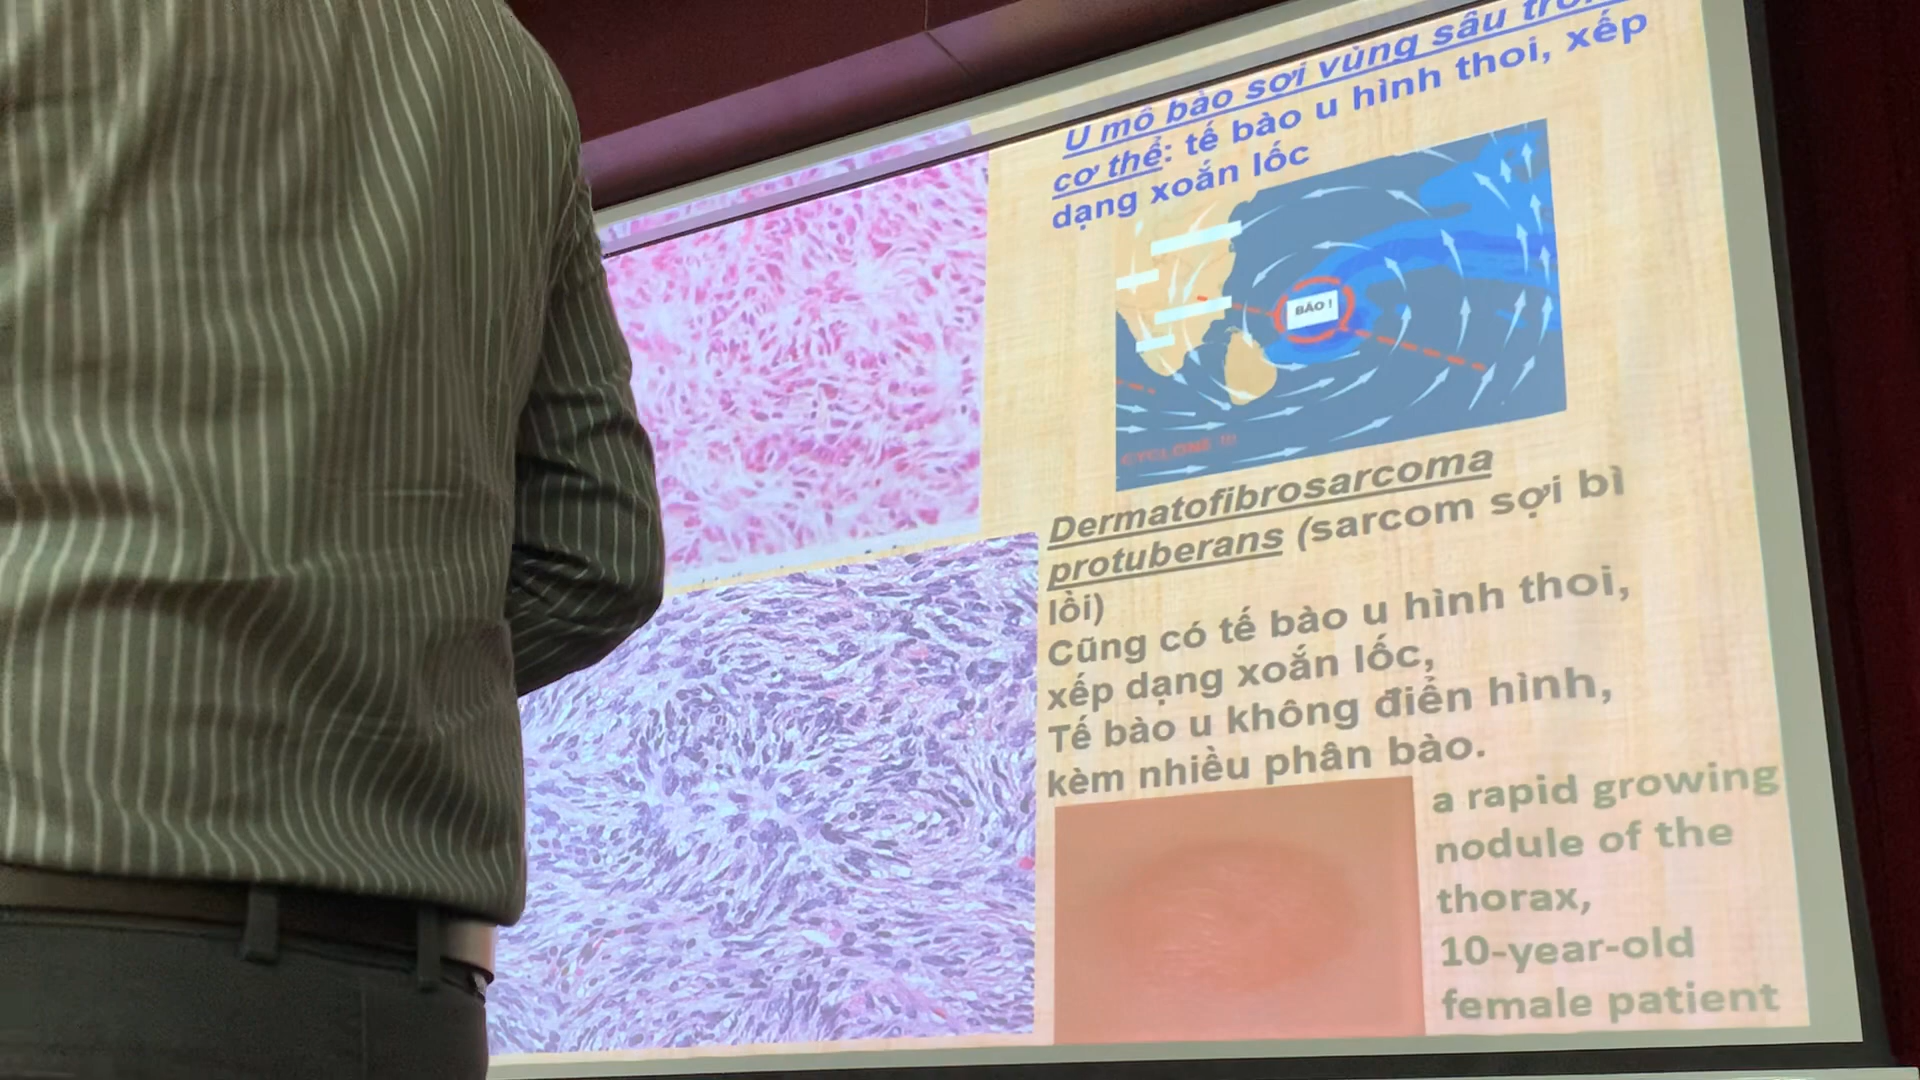 U mô bào sợi vùng sâu
cơ thể: tế bào u hình thoi, xếp
dạng xoắn lốc
BÃO !
CYCLONE !!!
Dermatofibrosarcoma
protuberans (sarcom sợi bì
lồi)
Cũng có tế bào u hình thoi,
xếp dạng xoắn lốc,
Tế bào u không điển hình,
kèm nhiều phân bào.
a rapid growing
nodule of the
thorax,
10-year-old
female patient